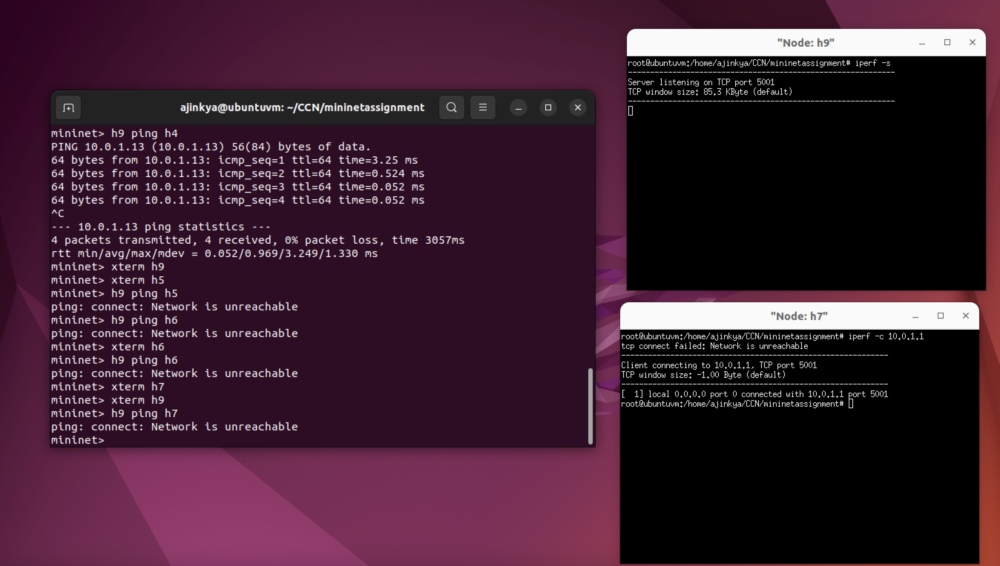 ajinkya@ubuntuvm: ~/CCN/mininetassignment
mininet> h9 ping h4
PING 10.0.1.13 (10.0.1.13) 56(84) bytes of data.
64 bytes from 10.0.1.13: icmp_seq=1 ttl=64 time=3.25 ms
64 bytes from 10.0.1.13: icmp_seq=2 ttl=64 time=0.524 ms
64 bytes from 10.0.1.13: icmp_seq=3 ttl=64 time=0.052 ms
64 bytes from 10.0.1.13: icmp_seq=4 ttl=64 time=0.052 ms
^C
--- 10.0.1.13 ping statistics ---
4 packets transmitted, 4 received, 0% packet loss, time 3057ms
rtt min/avg/max/mdev = 0.052/0.969/3.249/1.330 ms
mininet> xterm h9
mininet> xterm h5
mininet> h9 ping h5
ping: connect: Network is unreachable
mininet> h9 ping h6
ping: connect: Network is unreachable
mininet> xterm h6
mininet> h9 ping h6
ping: connect: Network is unreachable
mininet> xterm h7
mininet> xterm h9
mininet> h9 ping h7
ping: connect: Network is unreachable
mininet>
"Node: h9"
root@ubuntuvm:/home/ajinkya/CCN/mininetassignment# iperf -s
------------------------------------------------------------
Server listening on TCP port 5001
TCP window size: 85.3 KByte (default)
------------------------------------------------------------
"Node: h7"
root@ubuntuvm:/home/ajinkya/CCN/mininetassignment# iperf -c 10.0.1.1
tcp connect failed: Network is unreachable
------------------------------------------------------------
Client connecting to 10.0.1.1, TCP port 5001
TCP window size: -1.00 Byte (default)
------------------------------------------------------------
[  1] local 0.0.0.0 port 0 connected with 10.0.1.1 port 5001
root@ubuntuvm:/home/ajinkya/CCN/mininetassignment#